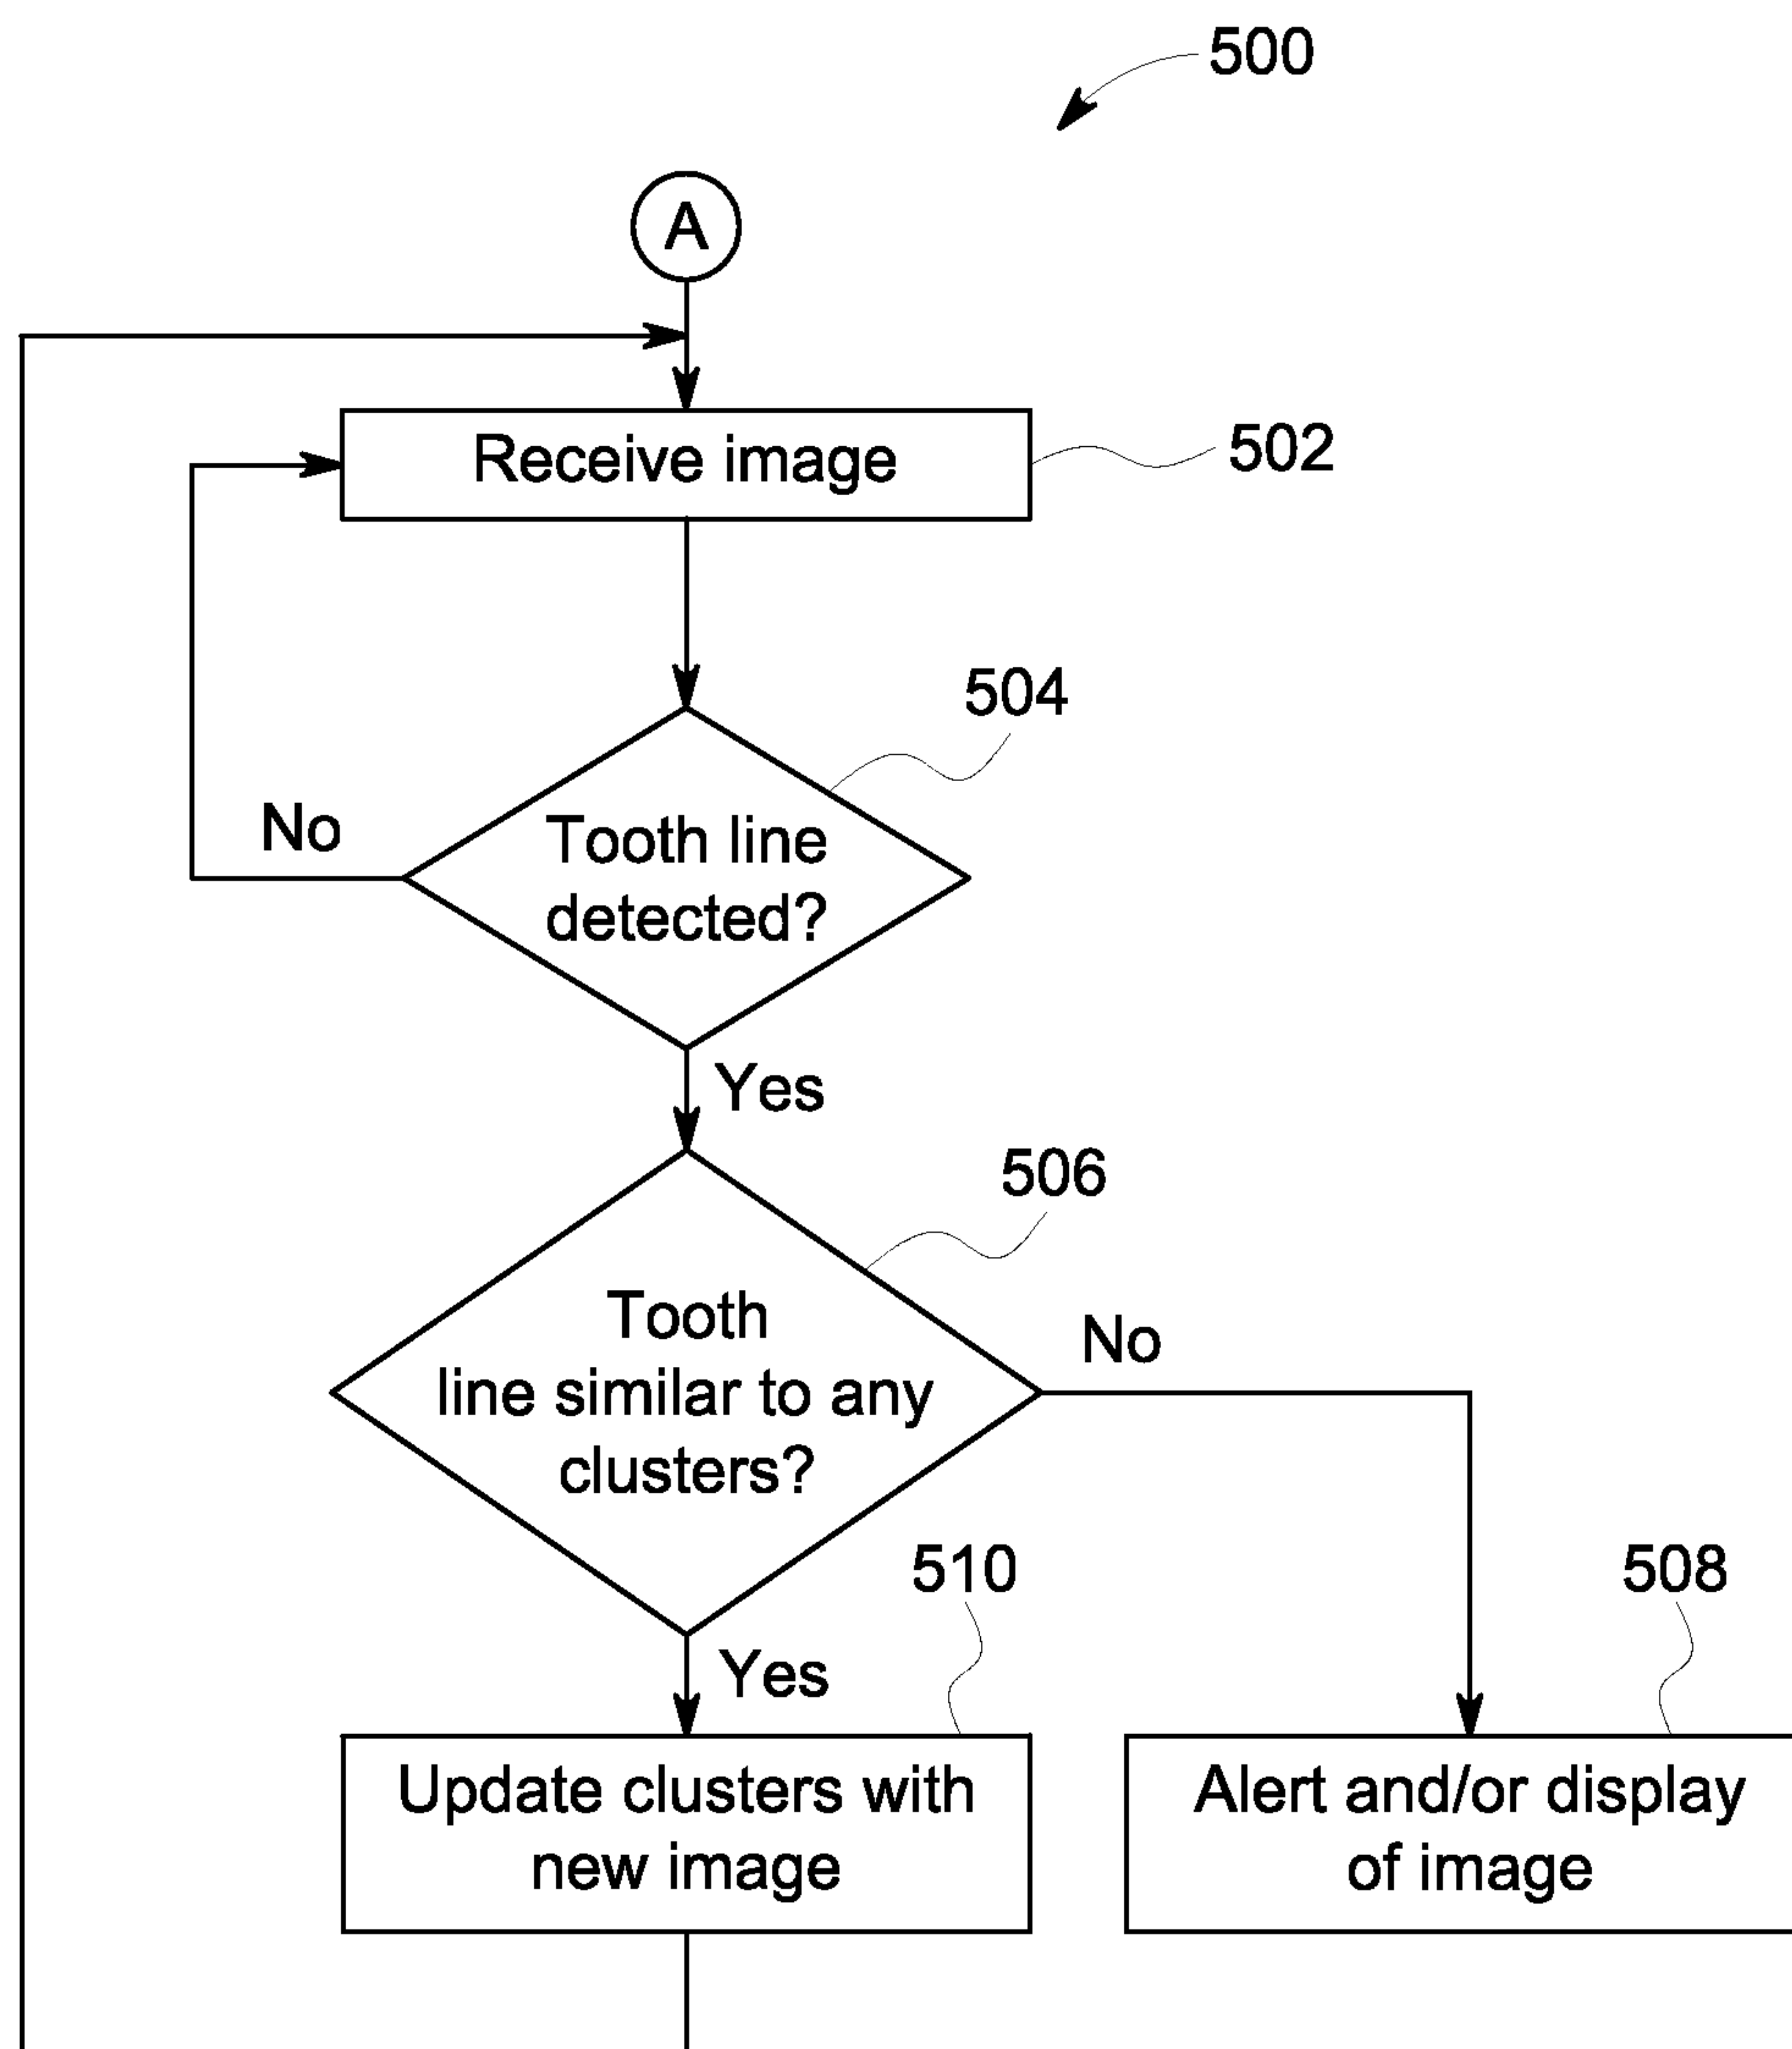 500
A
Receive image
502
504
No
Tooth line
detected?
Yes
506
Tooth
line similar to any
clusters?
No
510
508
Yes
Update clusters with
new image
Alert and/or display
of image